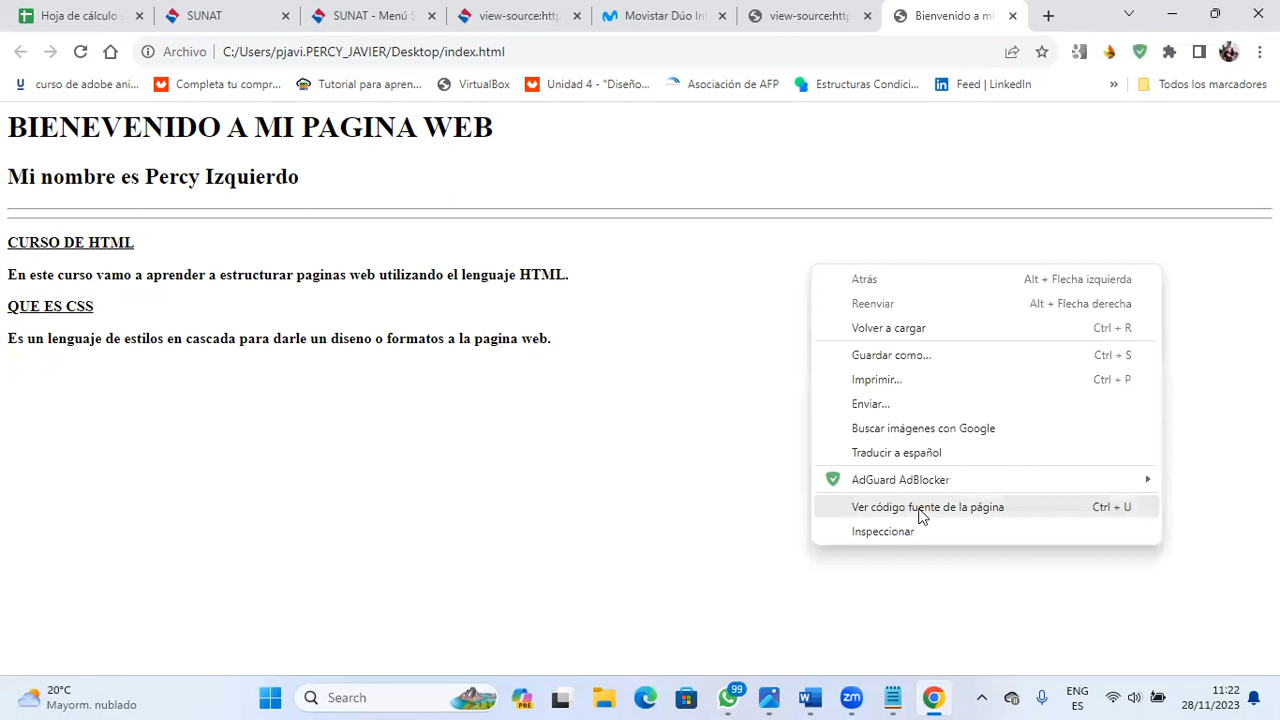 Hoja de cálculo
SUNAT
SUNAT - Menú S
view-source:http
Movistar Dúo In
view-source:http
Bienvenido a mi
Archivo
C:/Users/pjavi.PERCY_JAVIER/Desktop/index.html
curso de adobe ani...
Completa tu compr...
Tutorial para apren...
VirtualBox
Unidad 4 - "Diseño...
Asociación de AFP
Estructuras Condici...
Feed | LinkedIn
»
Todos los marcadores
BIENEVENIDO A MI PAGINA WEB
Mi nombre es Percy Izquierdo
CURSO DE HTML
En este curso vamo a aprender a estructurar paginas web utilizando el lenguaje HTML.
QUE ES CSS
Es un lenguaje de estilos en cascada para darle un diseno o formatos a la pagina web.
Atrás Alt + Flecha izquierda
Reenviar Alt + Flecha derecha
Volver a cargar Ctrl + R
Guardar como... Ctrl + S
Imprimir... Ctrl + P
Enviar...
Buscar imágenes con Google
Traducir a español
AdGuard AdBlocker
Ver código fuente de la página Ctrl + U
Inspeccionar
20°C
Mayorm. nublado
Search
PRE
99
W
zm
ENG
ES
11:22
28/11/2023